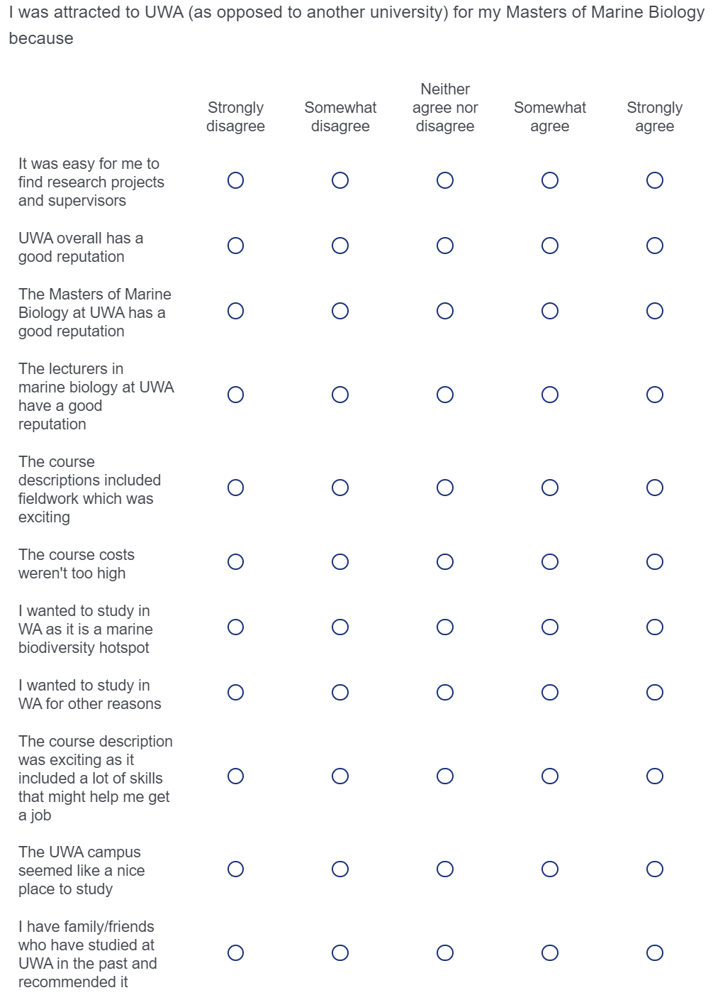 I was attracted to UWA (as opposed to another university) for my Masters of Marine Biology
because
Strongly
disagree
Somewhat
disagree
Neither
agree nor
disagree
Somewhat
agree
Strongly
agree
It was easy for me to
find research projects
and supervisors
UWA overall has a
good reputation
The Masters of Marine
Biology at UWA has a
good reputation
The lecturers in
marine biology at UWA
have a good
reputation
The course
descriptions included
fieldwork which was
exciting
The course costs
weren't too high
I wanted to study in
WA as it is a marine
biodiversity hotspot
I wanted to study in
WA for other reasons
The course description
was exciting as it
included a lot of skills
that might help me get
a job
The UWA campus
seemed like a nice
place to study
I have family/friends
who have studied at
UWA in the past and
recommended it